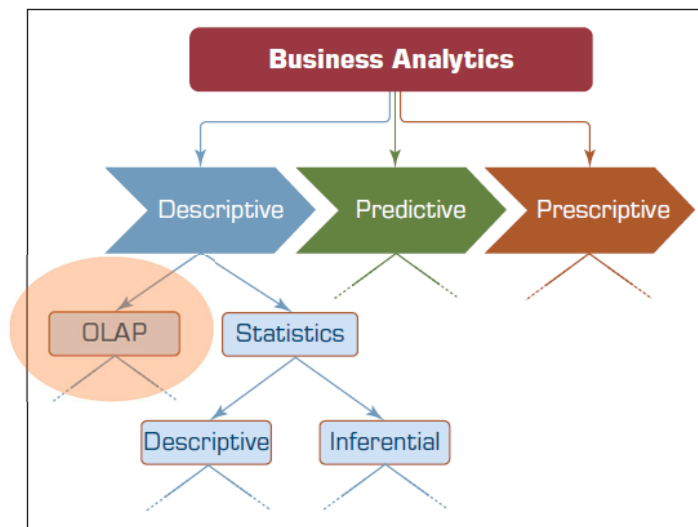 Business Analytics
Descriptive
Predictive
Prescriptive
OLAP
Statistics
Descriptive
Inferential